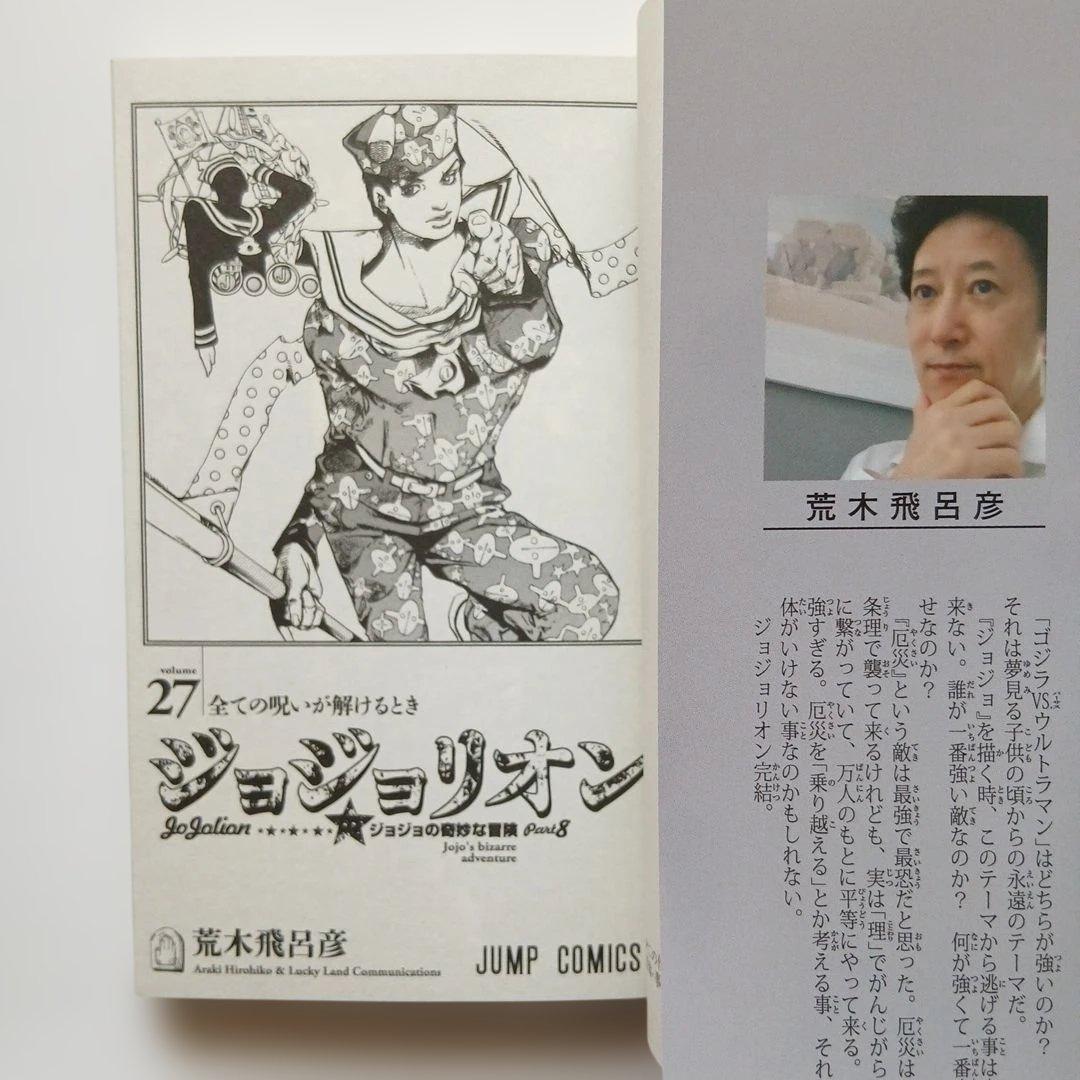 volume
27
全ての呪いが解けるとき
ジョジョリオン
JoJolion
ジョジョの奇妙な冒険 Part8
Jojo's bizarre
adventure
荒木飛呂彦
Araki Hirohiko & Lucky Land Communications
JUMP COMICS
荒木飛呂彦
「ゴジラVSウルトラマン」はどちらが強いのか?
それは夢見る子供の頃からの永遠のテーマだ。
『ジョジョ』を描く時、このテーマから逃げる事は
来ない。誰が一番強い敵なのか? 何が強くて一番
せなのか?
『厄災』という敵は最強で最恐だと思った。厄災は
条理で襲って来るけれども、実は「理」でがんじがら
に繋がっていて、万人のもとに平等にやって来る。
強すぎる。厄災を「乗り越える」とか考える事、それ
体がいけない事なのかもしれない。
ジョジョリオン完結。